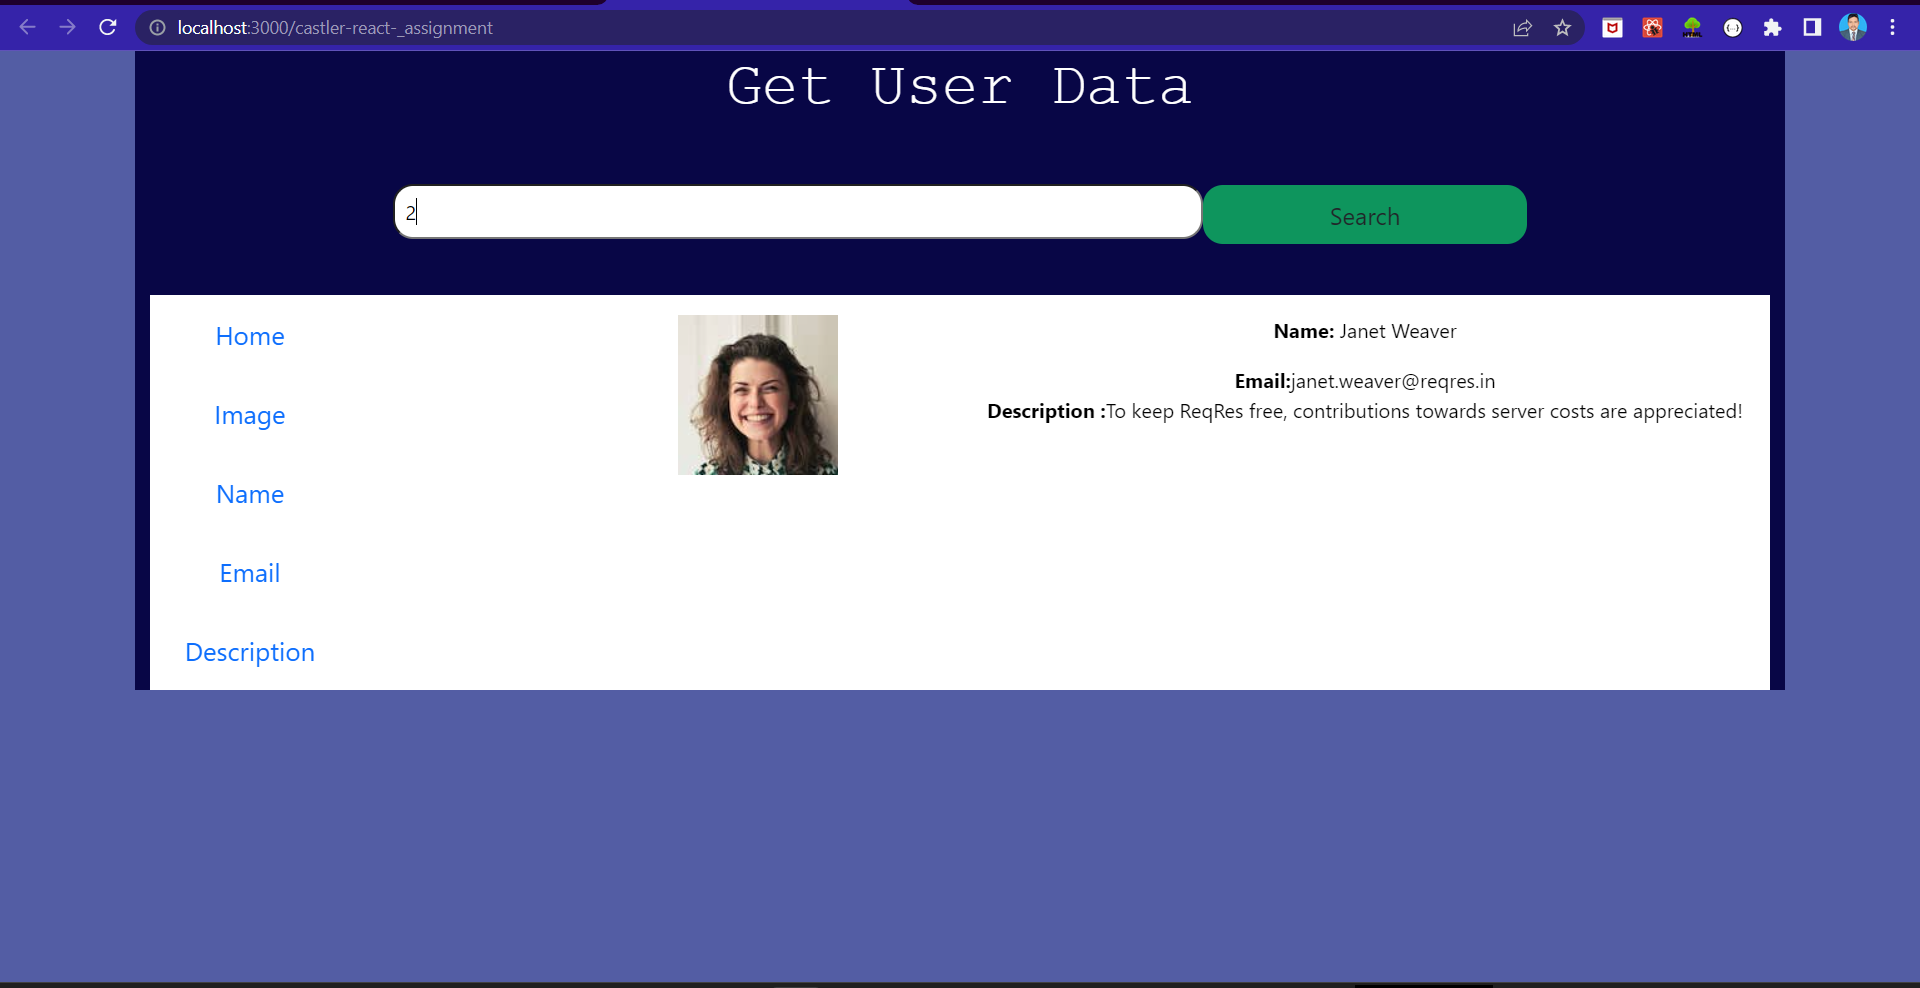 localhost:3000/castler-react-_assignment
Get User Data
2
Search
Home
Image
Name
Email
Description
Name: Janet Weaver
Email:janet.weaver@reqres.in
Description :To keep ReqRes free, contributions towards server costs are appreciated!